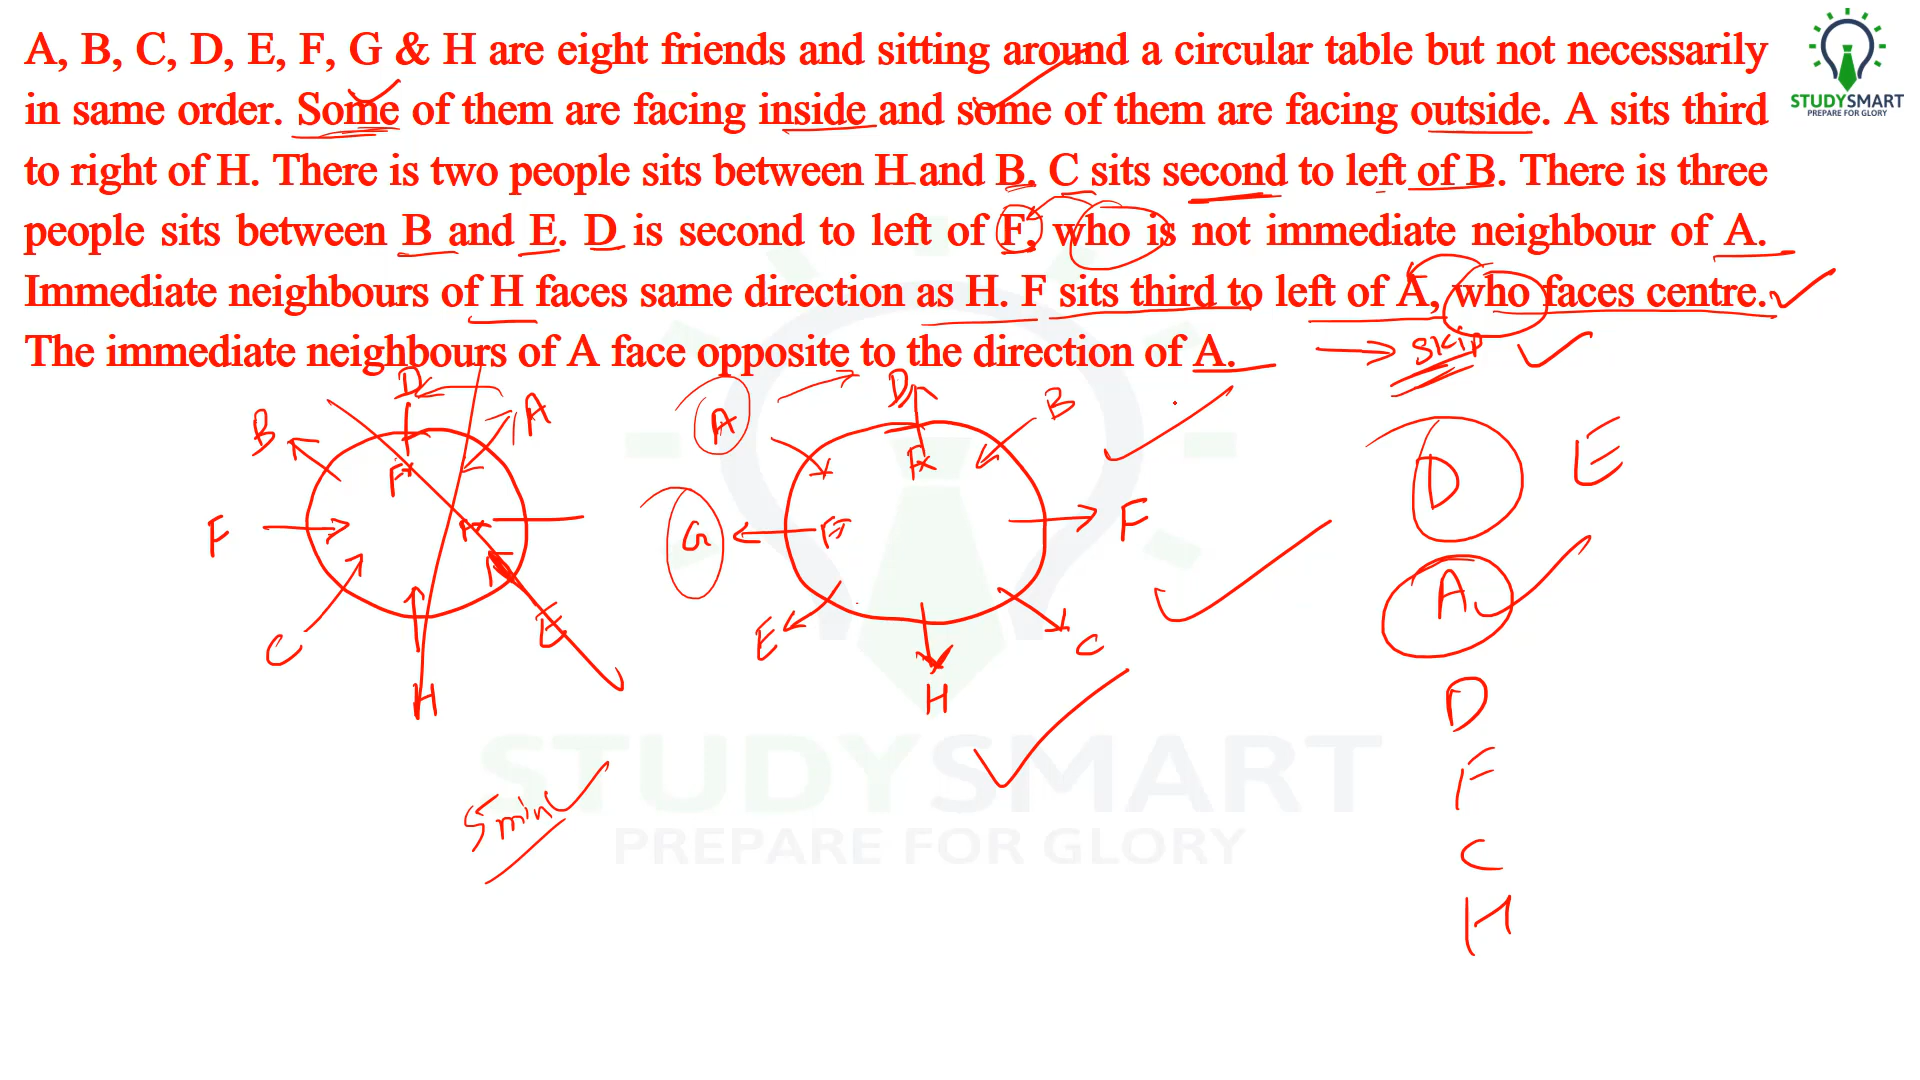 A, B, C, D, E, F, G & H are eight friends and sitting around a circular table but not necessarily
in same order. Some of them are facing inside and some of them are facing outside. A sits third
to right of H. There is two people sits between H and B. C sits second to left of B. There is three
people sits between B and E. D is second to left of F, who is not immediate neighbour of A.
Immediate neighbours of H faces same direction as H. F sits third to left of A, who faces centre.
The immediate neighbours of A face opposite to the direction of A.
STUDYSMART
PREPARE FOR GLORY
skip
D
A
B
F
F
C
E
H
A
D
B
F
G
F
F
E
H
C
D
E
A
D
F
C
H
5 min
STUDYSMART
PREPARE FOR GLORY